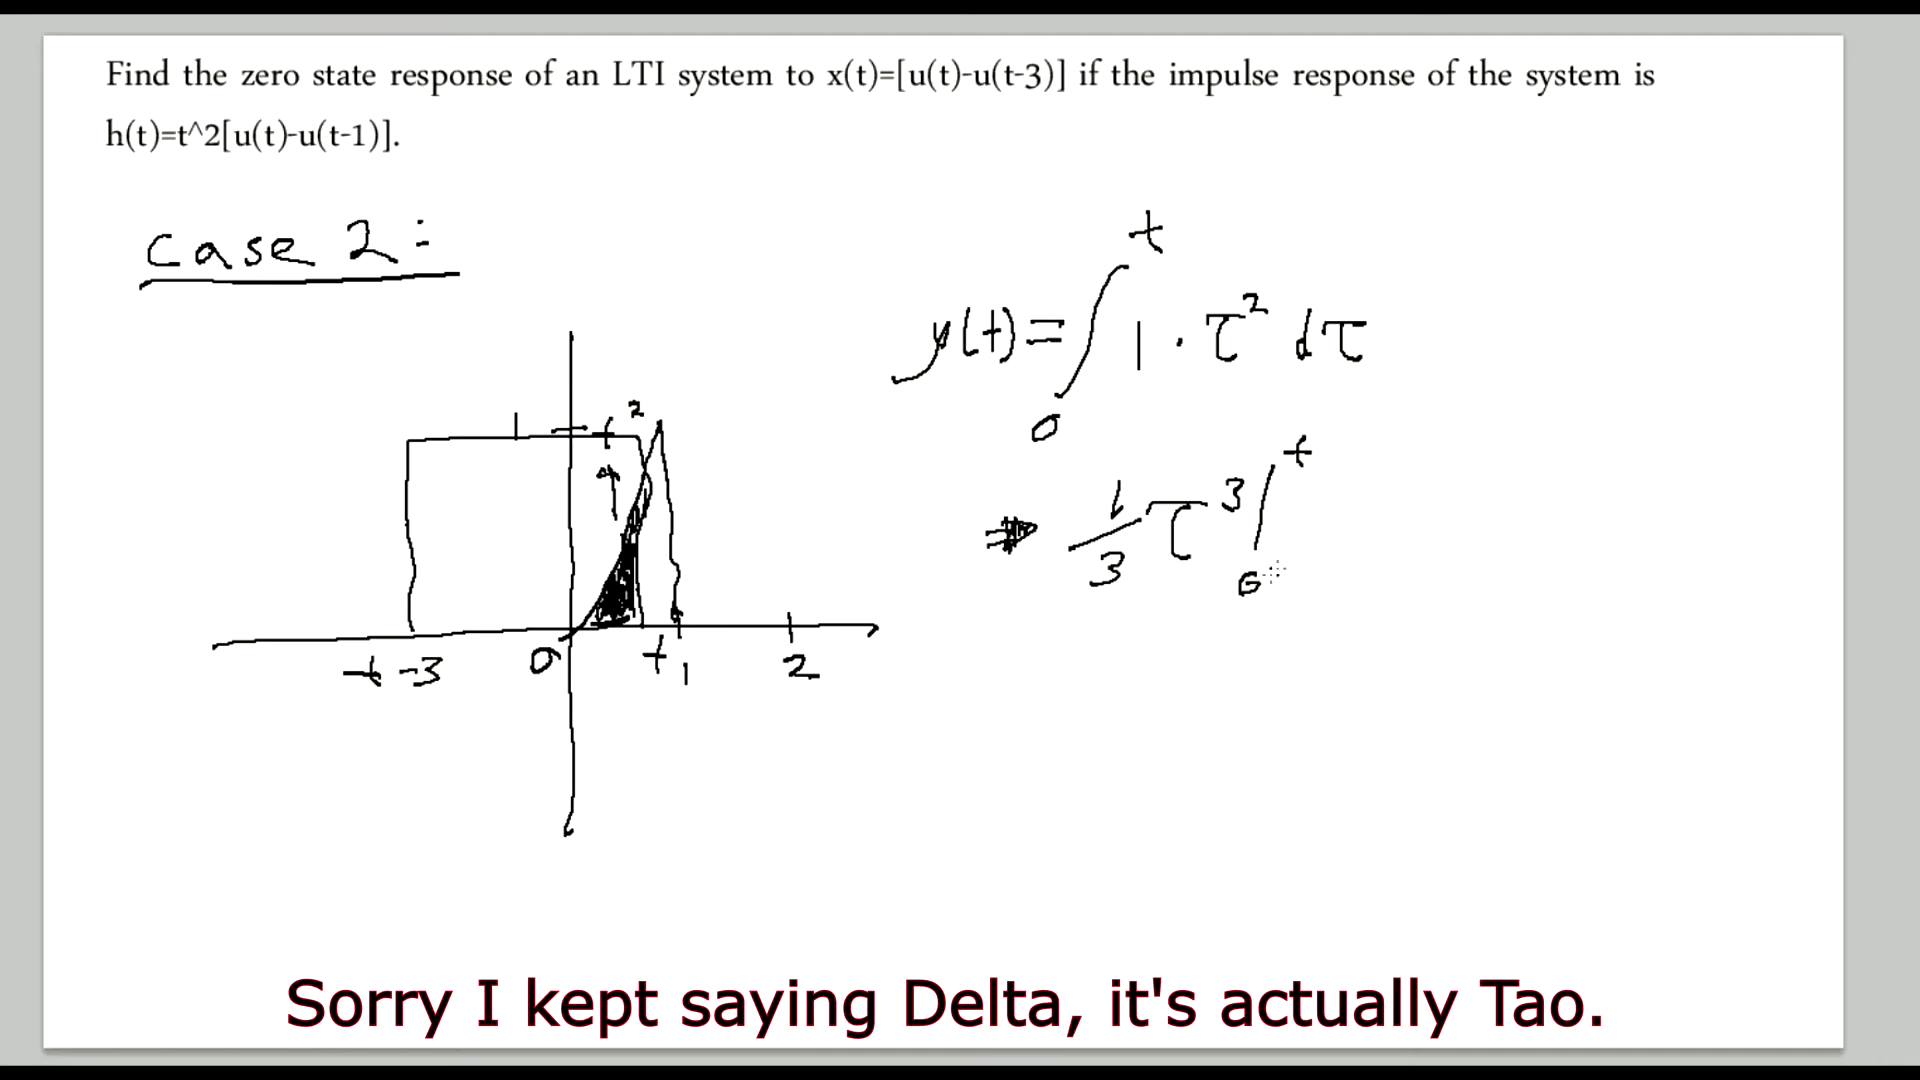 Find the zero state response of an LTI system to x(t)=[u(t)-u(t-3)] if the impulse response of the system is
h(t)=t^2[u(t)-u(t-1)].
Case 2:
y(t) = ∫₀ᵗ 1 · τ² dτ
1 t²
⇒ 1/3 τ³ |₀ᵗ
t-3 0 t 1 2
Sorry I kept saying Delta, it's actually Tao.